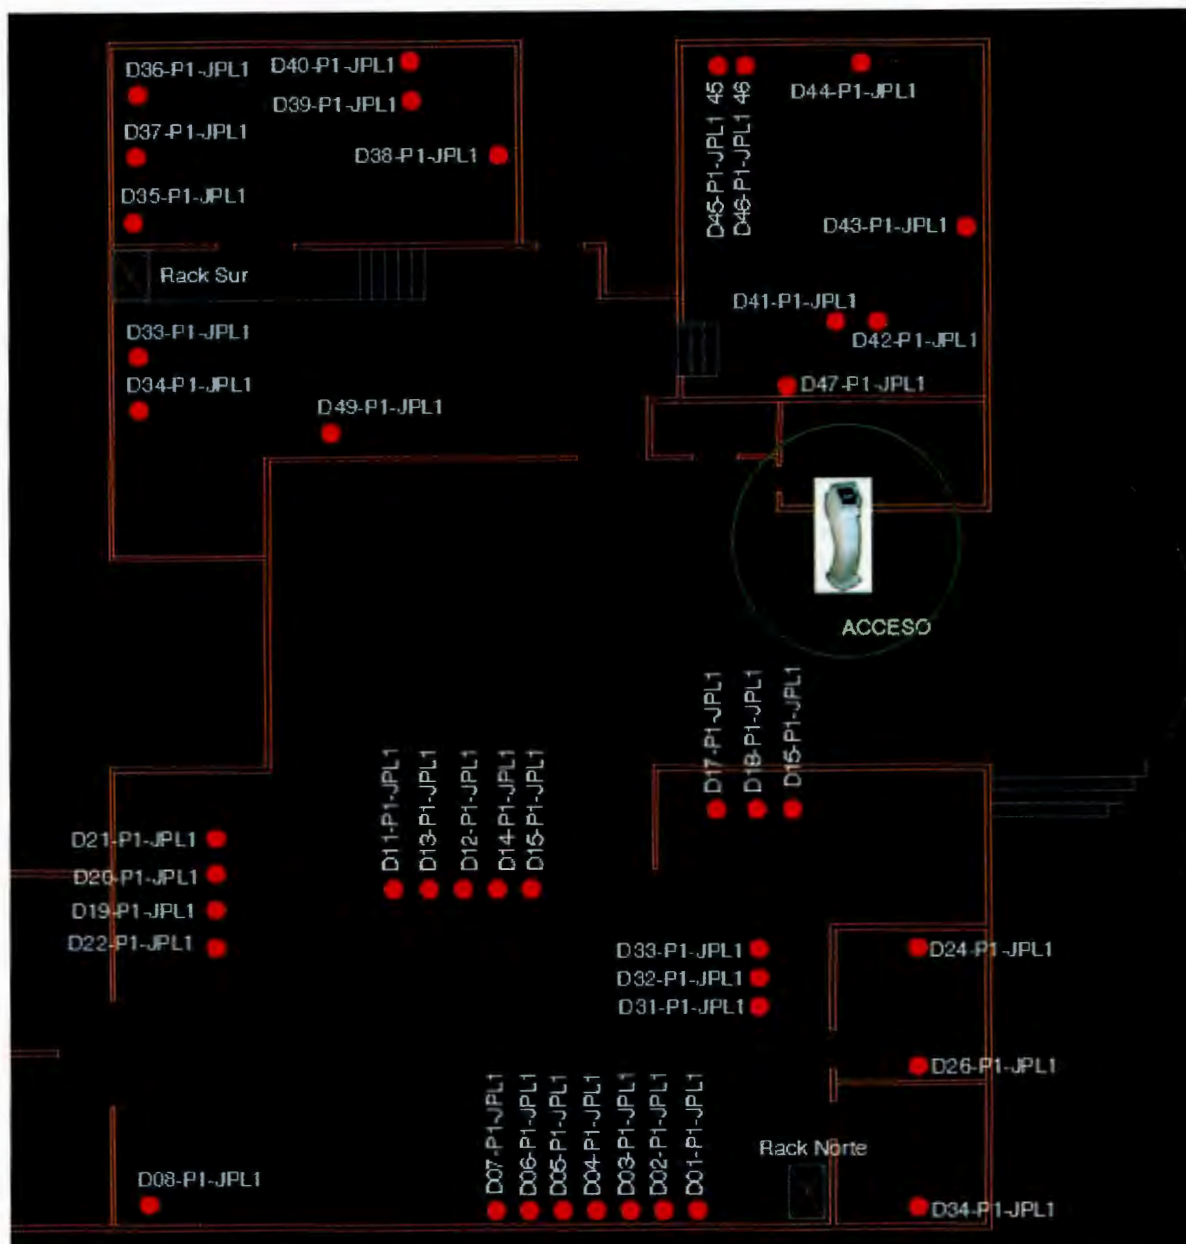 D36-P1-JPL1
D40-P1-JPL1
D39-P1-JPL1
D37-P1-JPL1
D38-P1-JPL1
D35-P1-JPL1
Rack Sur
D33-P1-JPL1
D34-P1-JPL1
D49-P1-JPL1
D45-P1-JPL1 45
D46-P1-JPL1 46
D44-P1-JPL1
D43-P1-JPL1
D41-P1-JPL1
D42-P1-JPL1
D47-P1-JPL1
ACCESO
D17-P1-JPL1
D18-P1-JPL1
D15-P1-JPL1
D11-P1-JPL1
D13-P1-JPL1
D12-P1-JPL1
D14-P1-JPL1
D15-P1-JPL1
D21-P1-JPL1
D20-P1-JPL1
D19-P1-JPL1
D22-P1-JPL1
D33-P1-JPL1
D32-P1-JPL1
D31-P1-JPL1
D24-P1-JPL1
D26-P1-JPL1
D07-P1-JPL1
D06-P1-JPL1
D05-P1-JPL1
D04-P1-JPL1
D03-P1-JPL1
D02-P1-JPL1
D01-P1-JPL1
Rack Norte
D08-P1-JPL1
D34-P1-JPL1